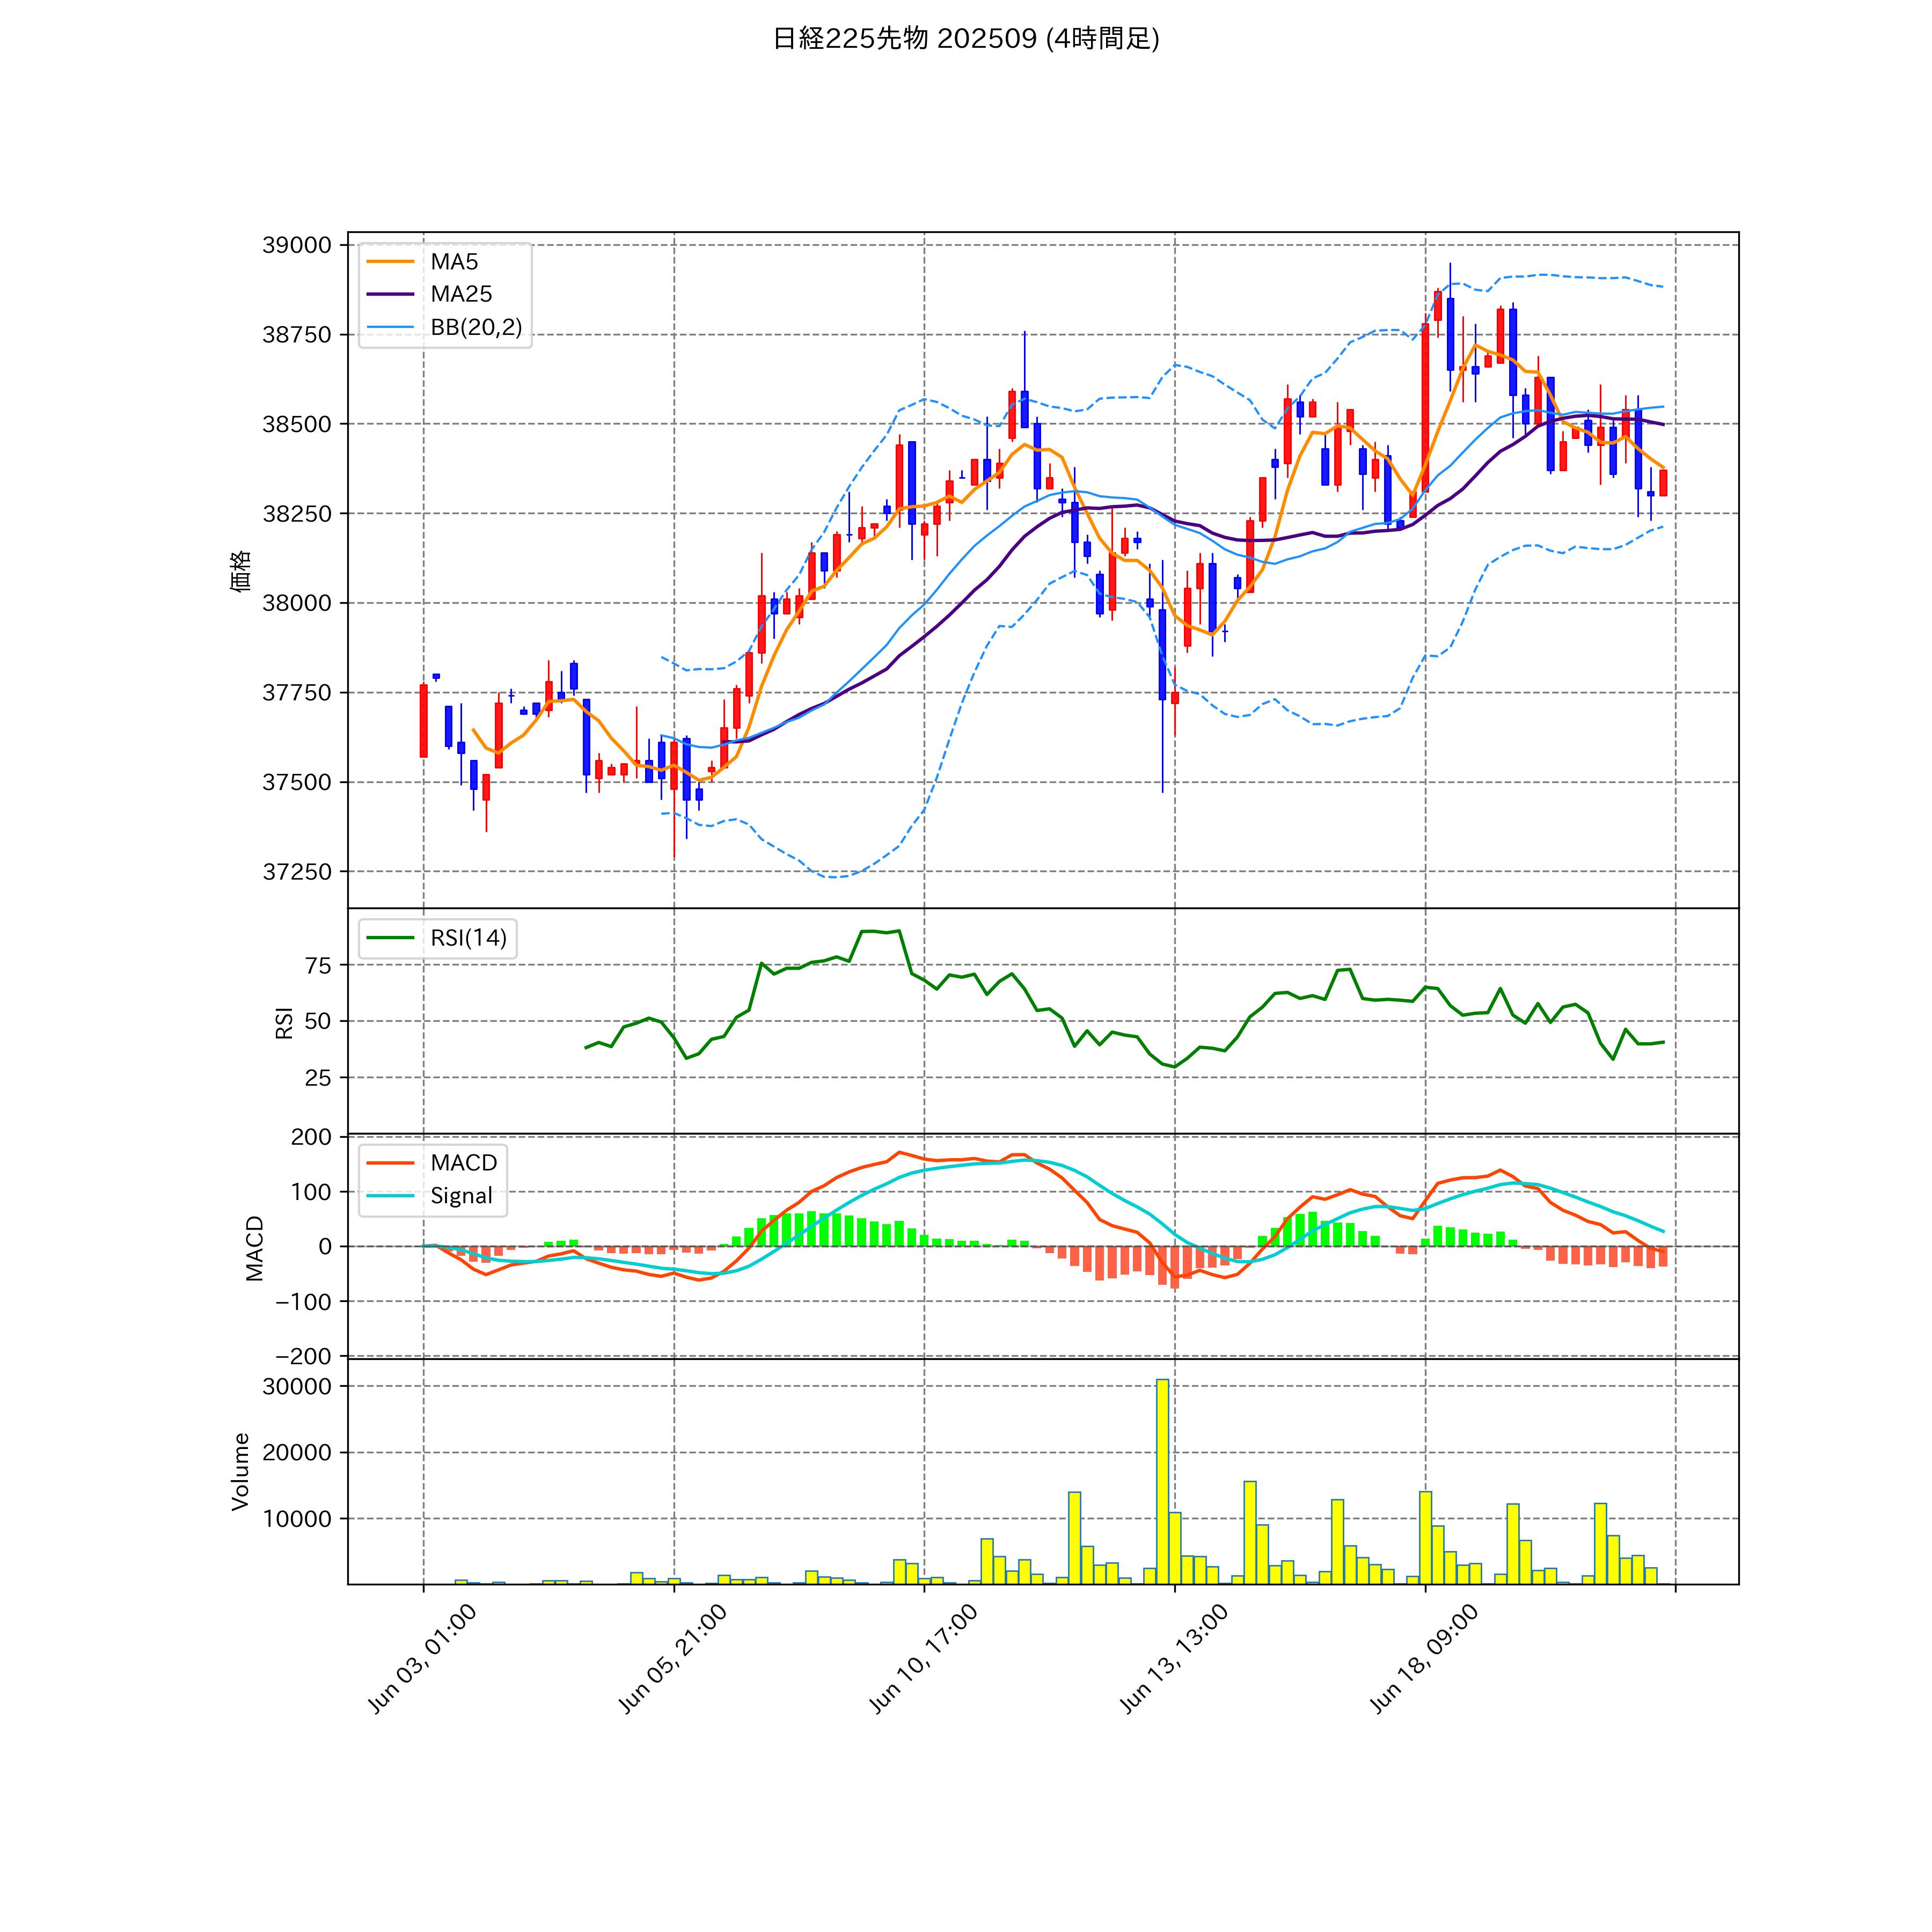 日経225先物 202509 (4時間足)
39000
38750
38500
38250
38000
37750
37500
37250
価格
MA5
MA25
BB(20,2)
RSI(14)
75
50
25
RSI
MACD
Signal
200
100
0
−100
−200
MACD
30000
20000
10000
Volume
Jun 03, 01:00
Jun 05, 21:00
Jun 10, 17:00
Jun 13, 13:00
Jun 18, 09:00